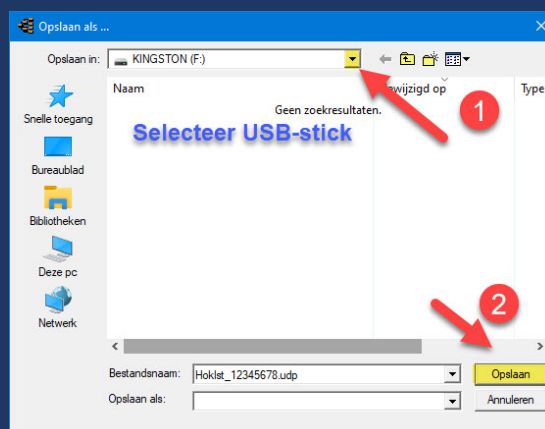 Opslaan als ...
Opslaan in:
KINGSTON (F:)
Naam
ewijzigd op
Type
Geen zoekresultaten.
1
Selecteer USB-stick
Snelle toegang
Bureaublad
Bibliotheken
Deze pc
Netwerk
2
Bestandsnaam:
Hoklst_12345678.udp
Opslaan
Opslaan als:
Annuleren